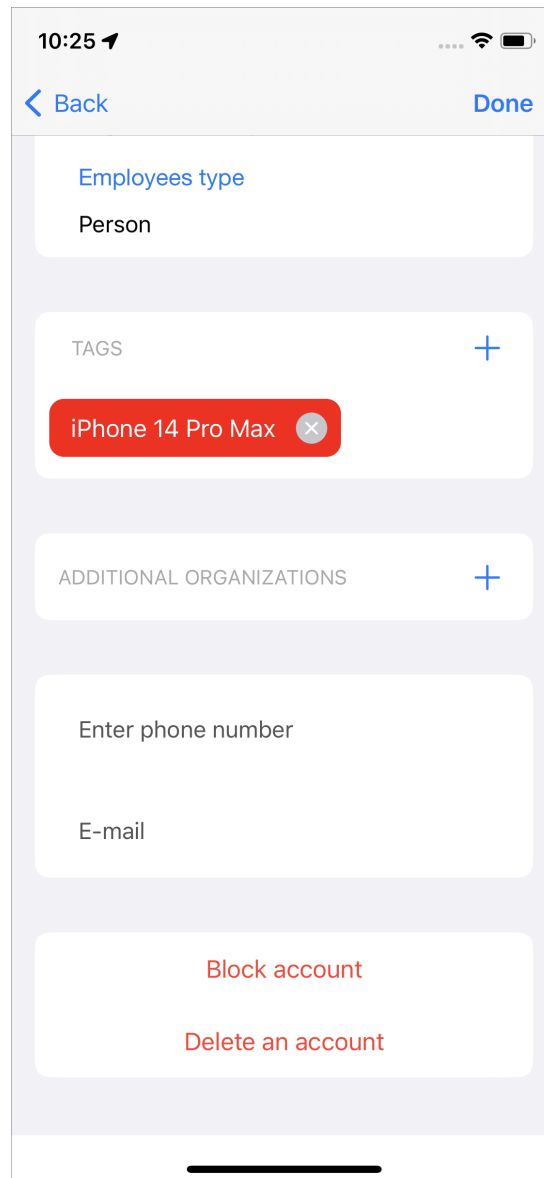 10:25
Back Done
Employees type
Person
TAGS
iPhone 14 Pro Max
ADDITIONAL ORGANIZATIONS
Enter phone number
E-mail
Block account
Delete an account